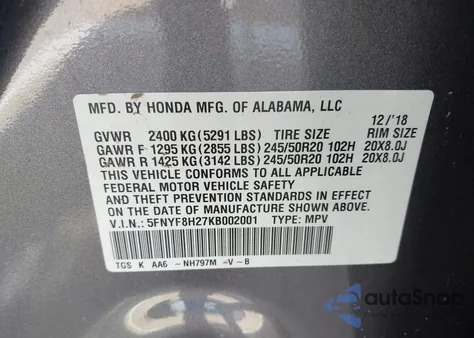 MFD. BY HONDA MFG. OF ALABAMA, LLC
12/'18
GVWR 2400 KG (5291 LBS) TIRE SIZE RIM SIZE
GAWR F 1295 KG (2855 LBS) 245/50R20 102H 20X8.0J
GAWR R 1425 KG (3142 LBS) 245/50R20 102H 20X8.0J
THIS VEHICLE CONFORMS TO ALL APPLICABLE
FEDERAL MOTOR VEHICLE SAFETY
AND THEFT PREVENTION STANDARDS IN EFFECT
ON THE DATE OF MANUFACTURE SHOWN ABOVE.
V.I.N.: 5FNYF8H27KB002001 TYPE: MPV
TGS K AA6 -NH797M -V-B
autoSnap